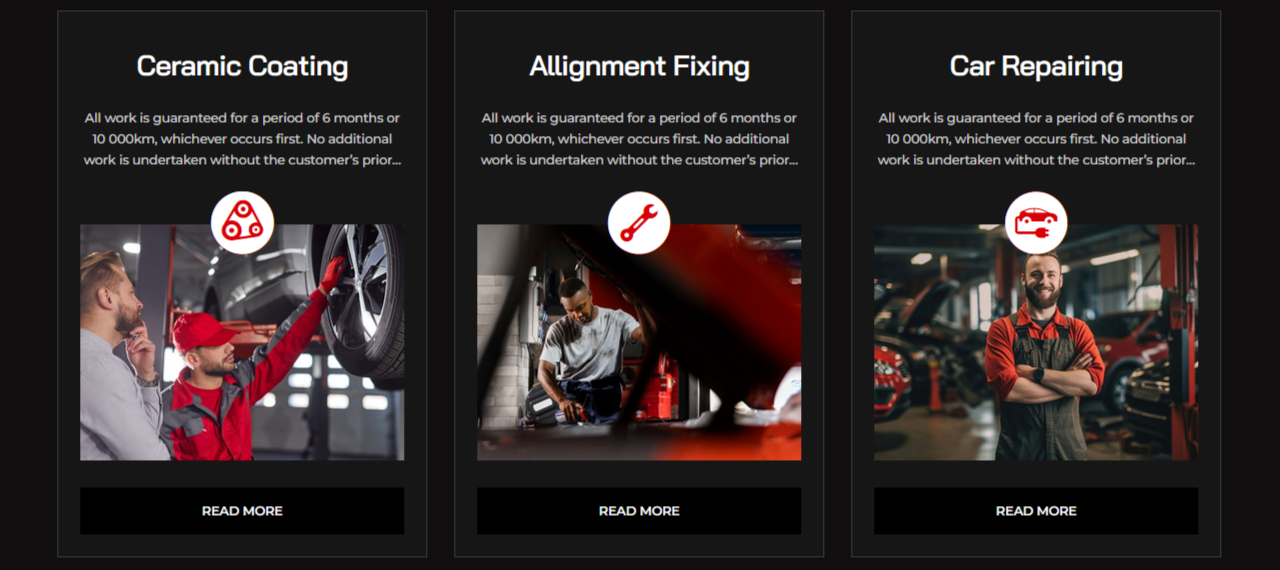 Ceramic Coating
All work is guaranteed for a period of 6 months or
10 000km, whichever occurs first. No additional
work is undertaken without the customer's prior...
READ MORE
Allignment Fixing
All work is guaranteed for a period of 6 months or
10 000km, whichever occurs first. No additional
work is undertaken without the customer's prior...
READ MORE
Car Repairing
All work is guaranteed for a period of 6 months or
10 000km, whichever occurs first. No additional
work is undertaken without the customer's prior...
READ MORE